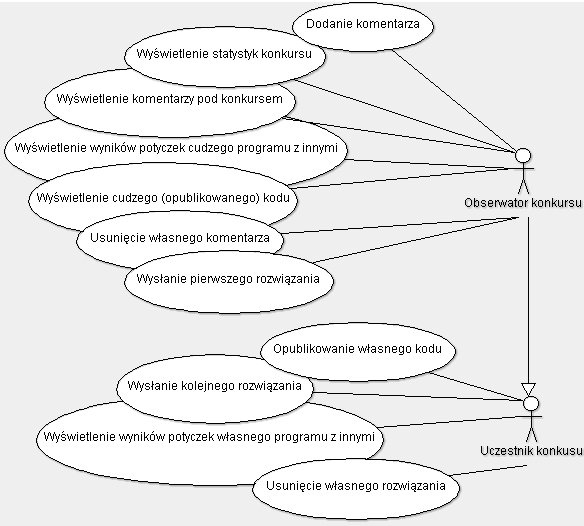 Dodanie komentarza
Wyświetlenie statystyk konkursu
Wyświetlenie komentarzy pod konkursem
Wyświetlenie wyników potyczek cudzego programu z innymi
Wyświetlenie cudzego (opublikowanego) kodu
Obserwator konkursu
Usunięcie własnego komentarza
Wysłanie pierwszego rozwiązania
Opublikowanie własnego kodu
Wysłanie kolejnego rozwiązania
Wyświetlenie wyników potyczek własnego programu z innymi
Uczestnik konkusu
Usunięcie własnego rozwiązania